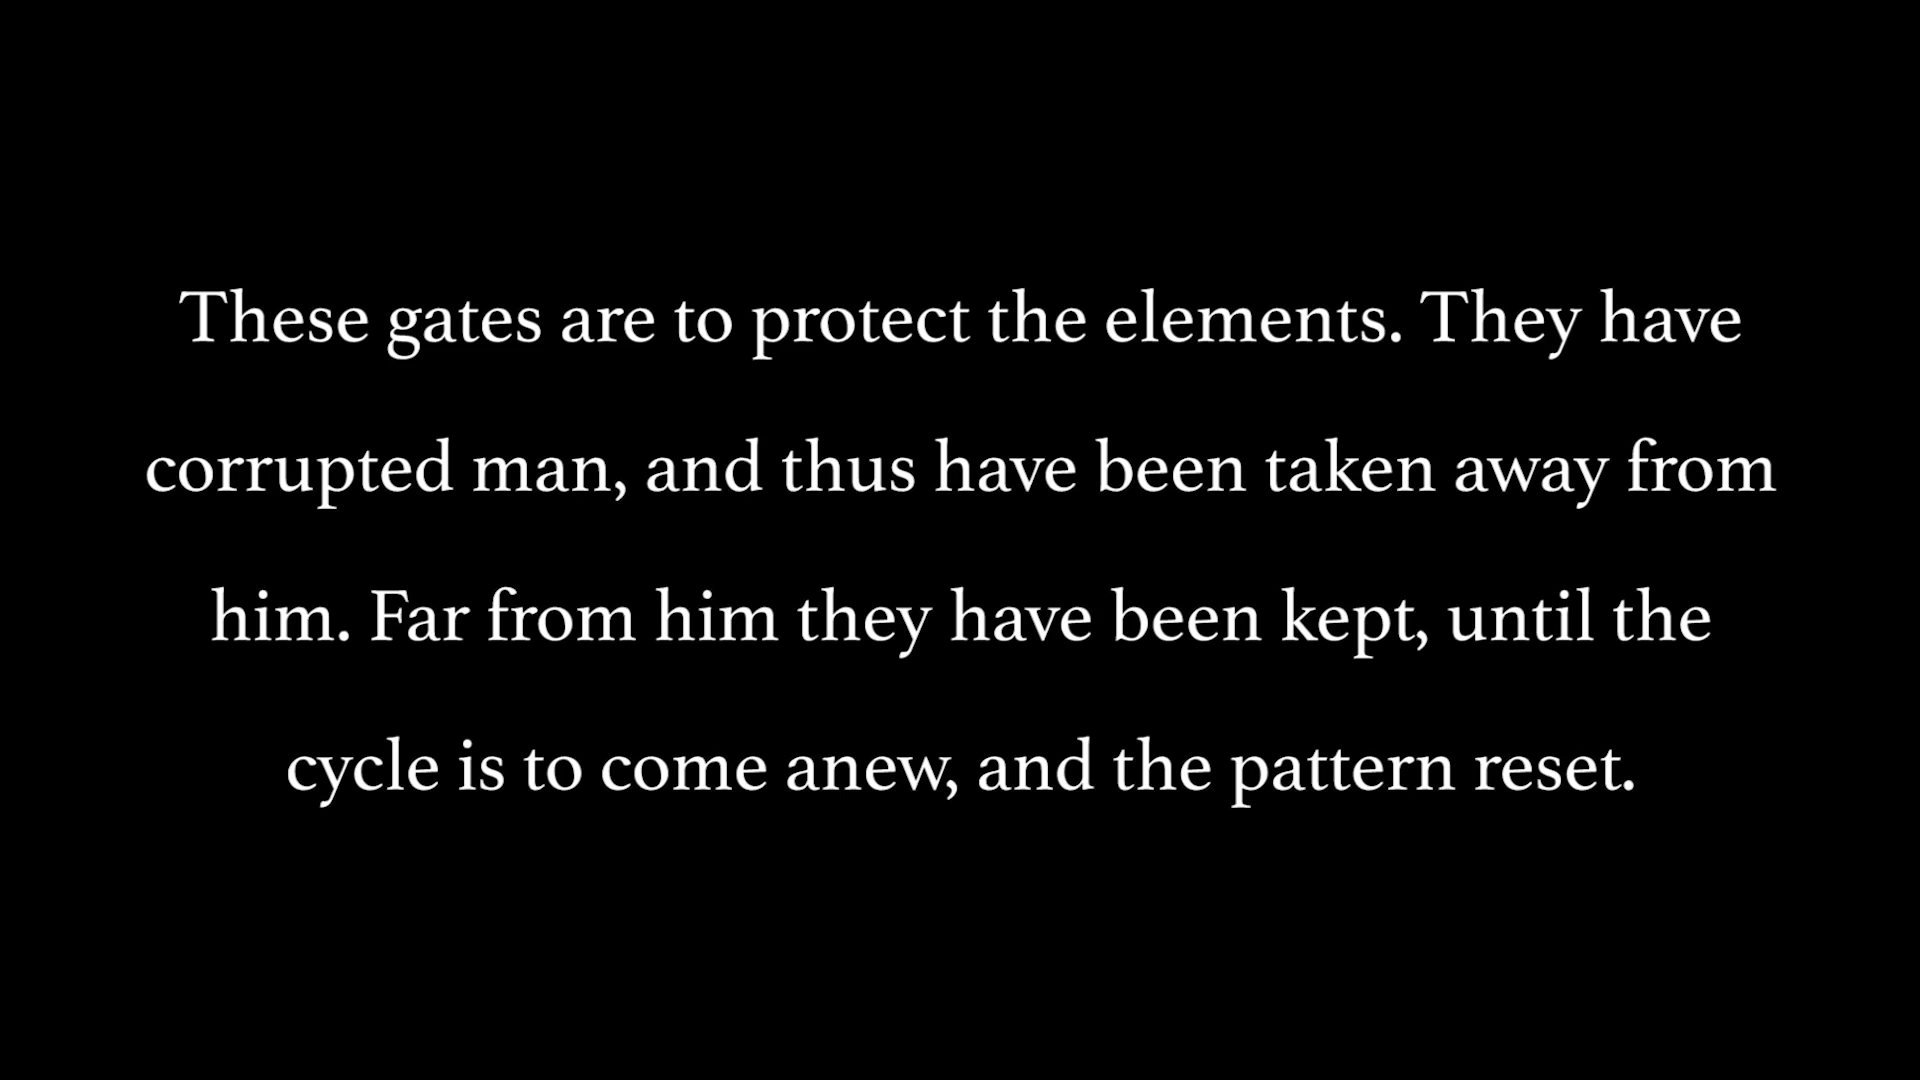 These gates are to protect the elements. They have
corrupted man, and thus have been taken away from
him. Far from him they have been kept, until the
cycle is to come anew, and the pattern reset.